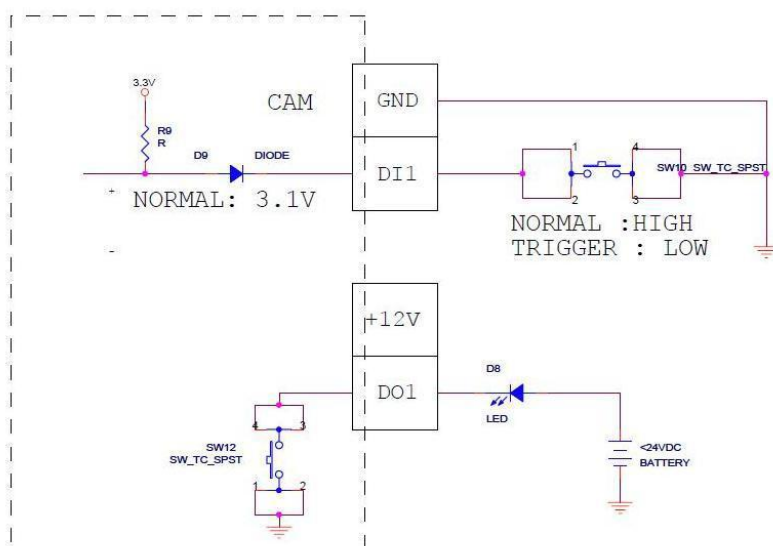 3.3V
R9
R
CAM
GND
D9
DIODE
DI1
+
-
NORMAL: 3.1V
1
4
2
3
SW10 SW_TC_SPST
NORMAL :HIGH
TRIGGER : LOW
+12V
DO1
D8
LED
<24VDC
BATTERY
4
3
SW12
SW_TC_SPST
1
2